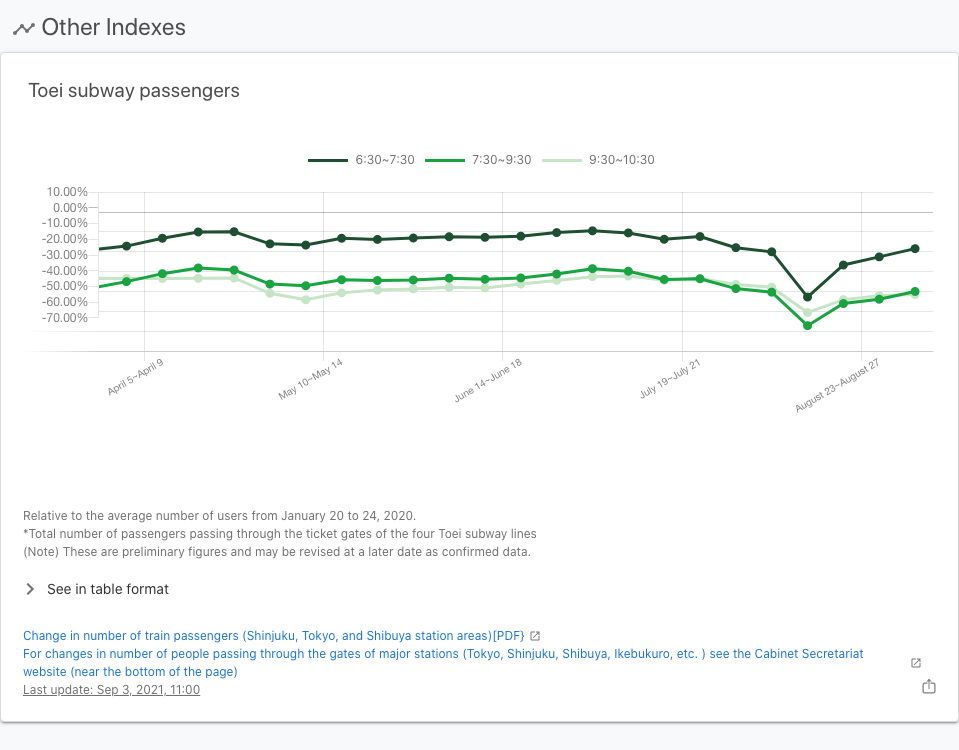 Other Indexes
Toei subway passengers
6:30~7:30 7:30~9:30 9:30~10:30
10.00%
0.00%
-10.00%
-20.00%
-30.00%
-40.00%
-50.00%
-60.00%
-70.00%
April 5~April 9 May 10~May 14 June 14~June 18 July 19~July 21 August 23~August 27
Relative to the average number of users from January 20 to 24, 2020.
*Total number of passengers passing through the ticket gates of the four Toei subway lines
(Note) These are preliminary figures and may be revised at a later date as confirmed data.
See in table format
Change in number of train passengers (Shinjuku, Tokyo, and Shibuya station areas)[PDF}
For changes in number of people passing through the gates of major stations (Tokyo, Shinjuku, Shibuya, Ikebukuro, etc. ) see the Cabinet Secretariat
website (near the bottom of the page)
Last update: Sep 3, 2021, 11:00